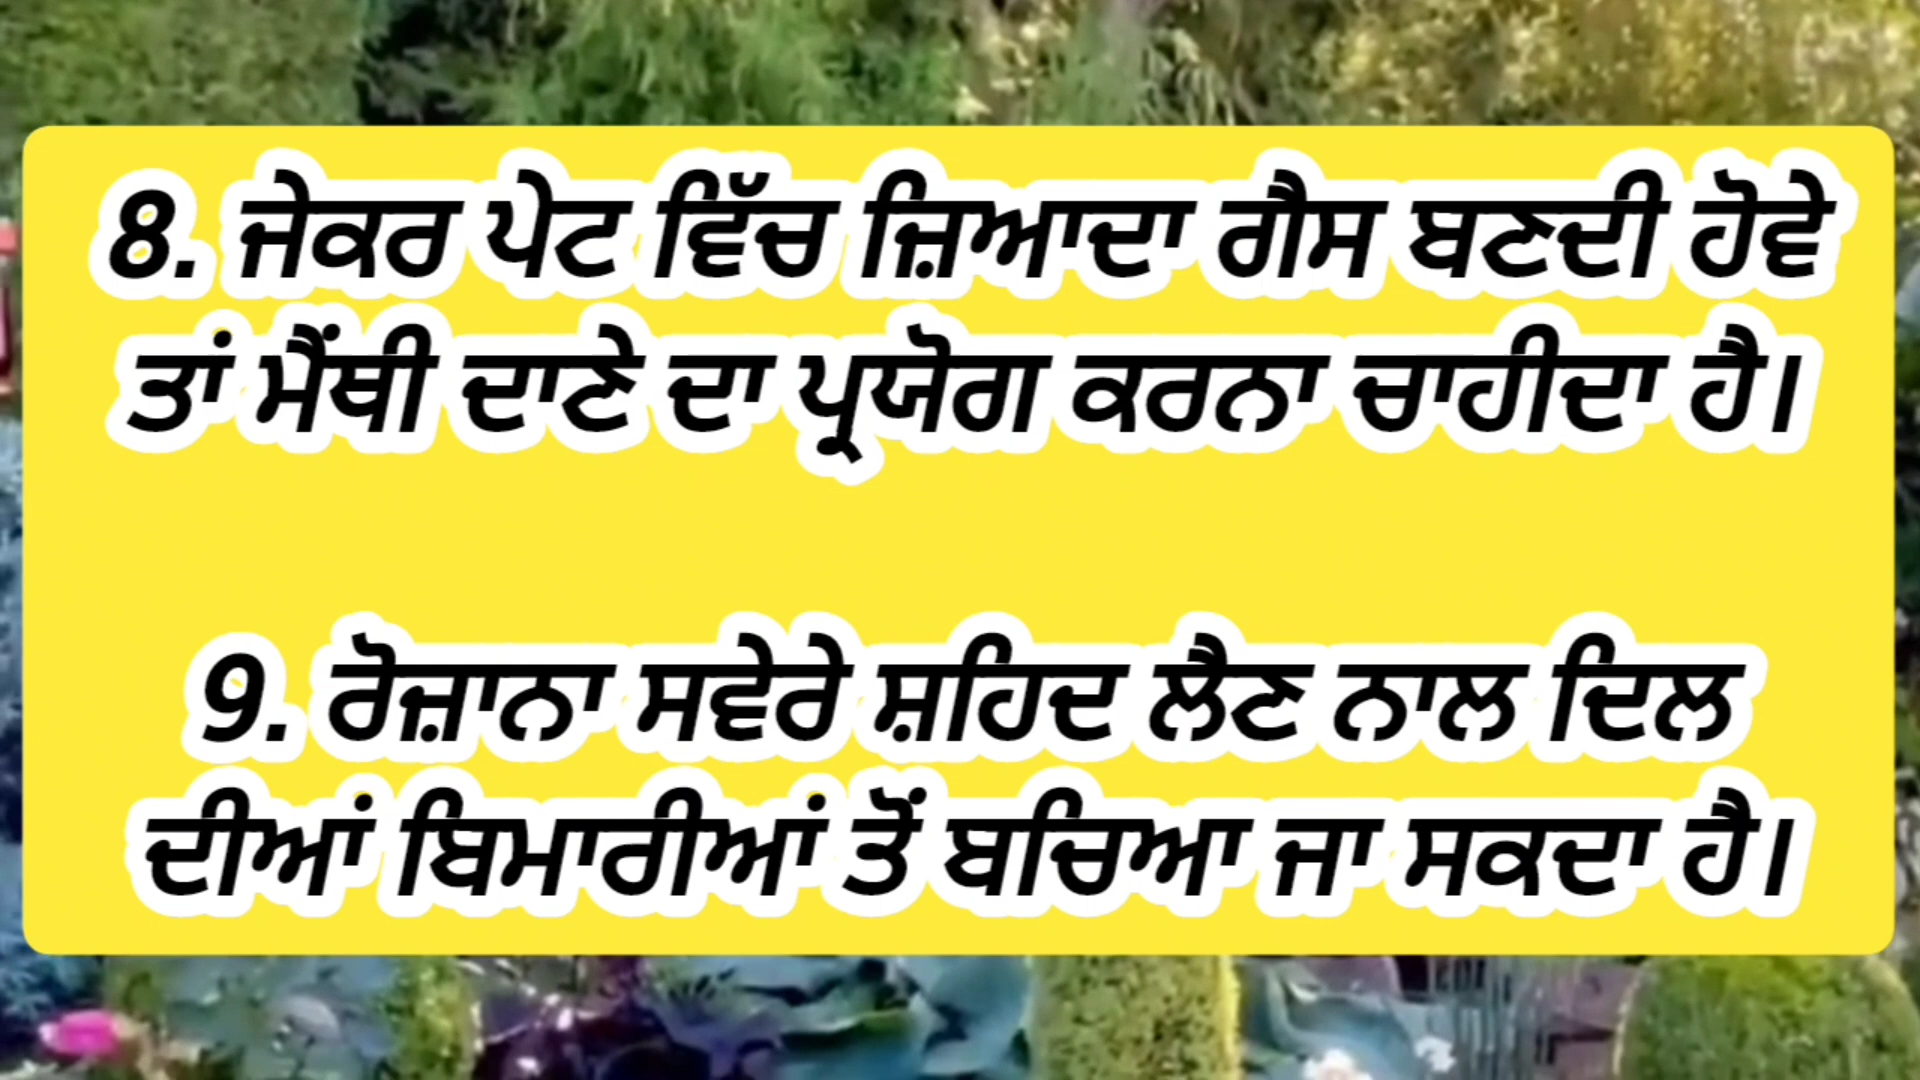 8. ਜੇਕਰ ਪੇਟ ਵਿੱਚ ਜ਼ਿਆਦਾ ਗੈਸ ਬਣਦੀ ਹੋਵੇ
ਤਾਂ ਮੈਂਥੀ ਦਾਣੇ ਦਾ ਪ੍ਰਯੋਗ ਕਰਨਾ ਚਾਹੀਦਾ ਹੈ।
9. ਰੋਜ਼ਾਨਾ ਸਵੇਰੇ ਸ਼ਹਿਦ ਲੈਣ ਨਾਲ ਦਿਲ
ਦੀਆਂ ਬਿਮਾਰੀਆਂ ਤੋਂ ਬਚਿਆ ਜਾ ਸਕਦਾ ਹੈ।